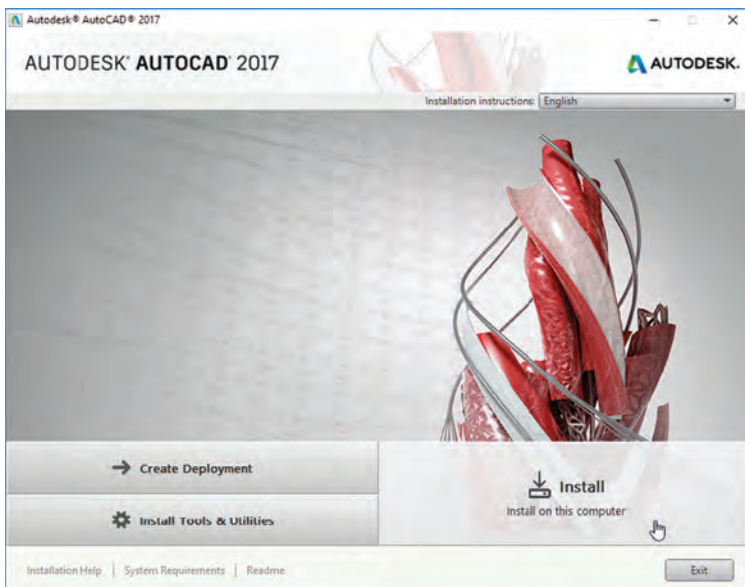 Autodesk® AutoCAD® 2017
AUTODESK® AUTOCAD® 2017
AUTODESK.
Installation instructions: English
Create Deployment
Install Tools & Utilities
Install
Install on this computer
Installation Help | System Requirements | Readme
Exit